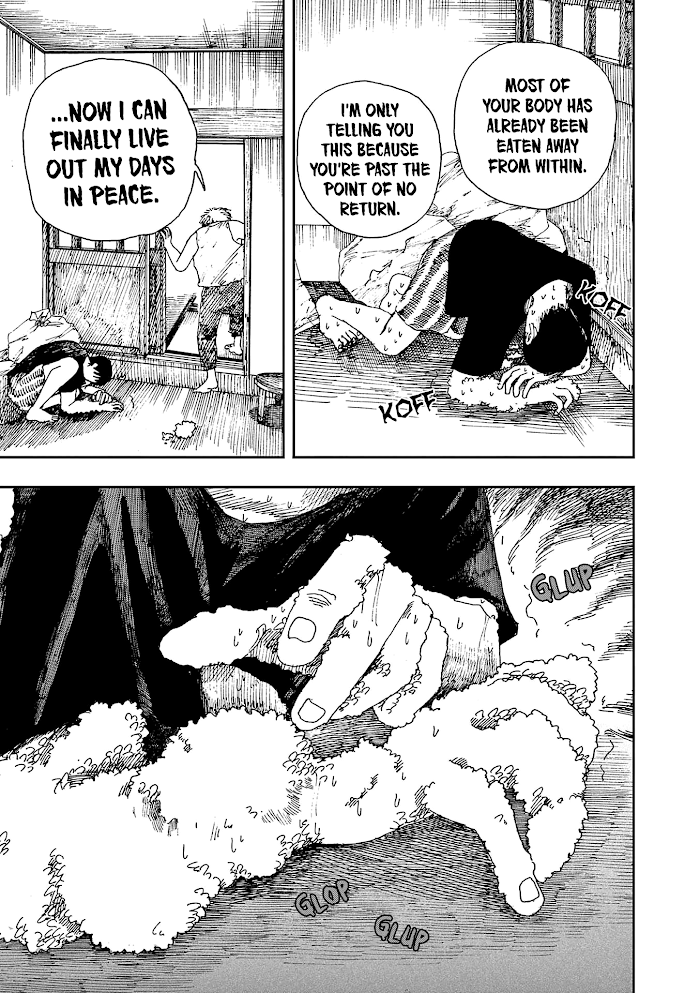 MOST OF
YOUR BODY HAS
ALREADY BEEN
EATEN AWAY
FROM WITHIN.
I'M ONLY
TELLING YOU
THIS BECAUSE
YOU'RE PAST THE
POINT OF NO
RETURN.
KOFF
KOFF
...NOW I CAN
FINALLY LIVE
OUT MY DAYS
IN PEACE.
GLUP
GLOP
GLUP